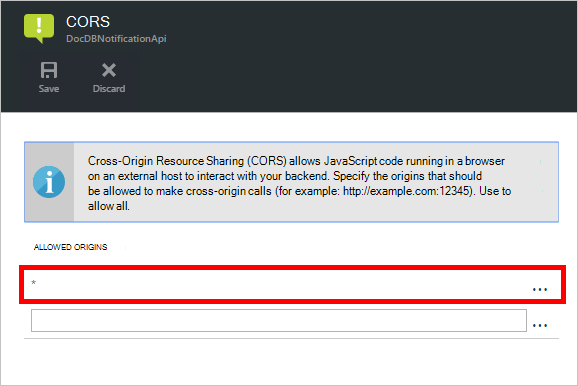 CORS
DocDBNotificationApi
Save
Discard
Cross-Origin Resource Sharing (CORS) allows JavaScript code running in a browser
on an external host to interact with your backend. Specify the origins that should
be allowed to make cross-origin calls (for example: http://example.com:12345). Use to
allow all.
ALLOWED ORIGINS
*
...
...